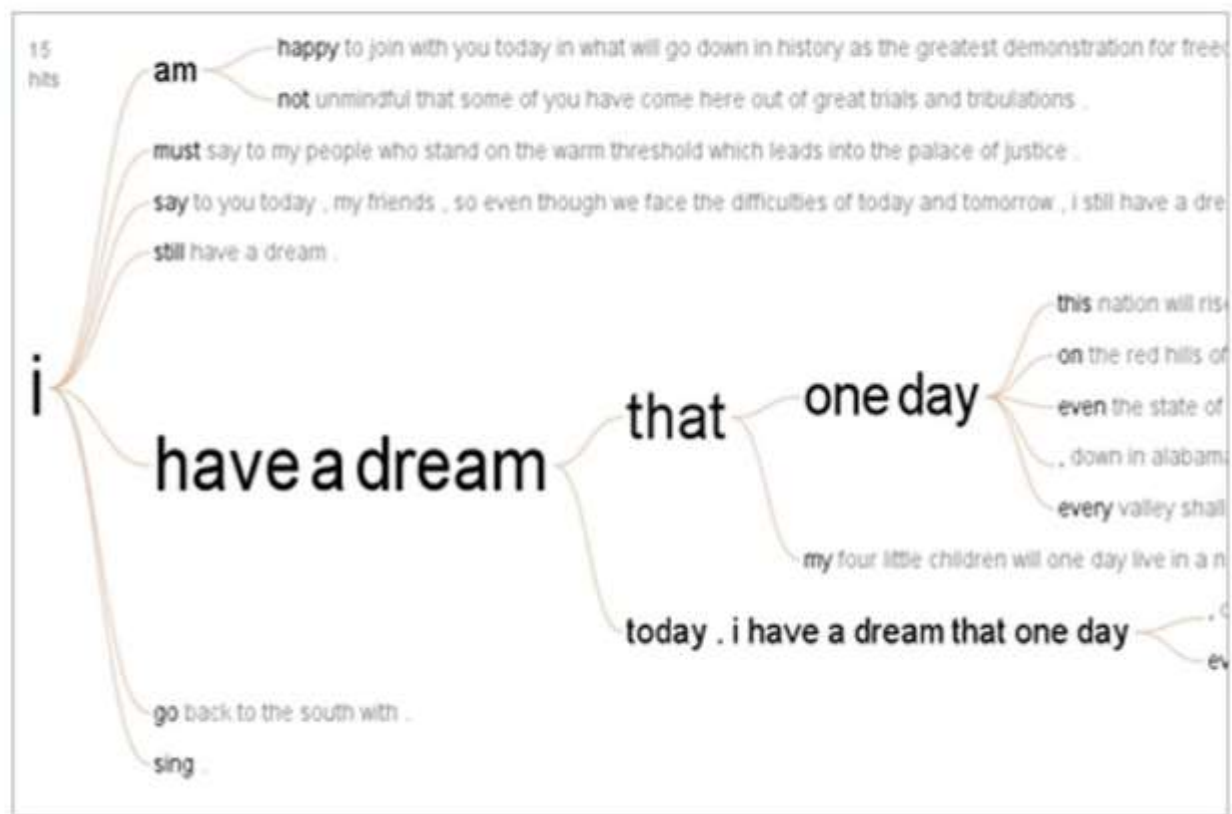 15
hits
am
happy to join with you today in what will go down in history as the greatest demonstration for free
not unmindful that some of you have come here out of great trials and tribulations .
must say to my people who stand on the warm threshold which leads into the palace of justice .
say to you today , my friends , so even though we face the difficulties of today and tomorrow , i still have a dre
still have a dream .
i
have a dream
that
one day
this nation will ris
on the red hills of
even the state of
, down in alabama
every valley shall
my four little children will one day live in a n
today . i have a dream that one day
,
ev
go back to the south with .
sing .